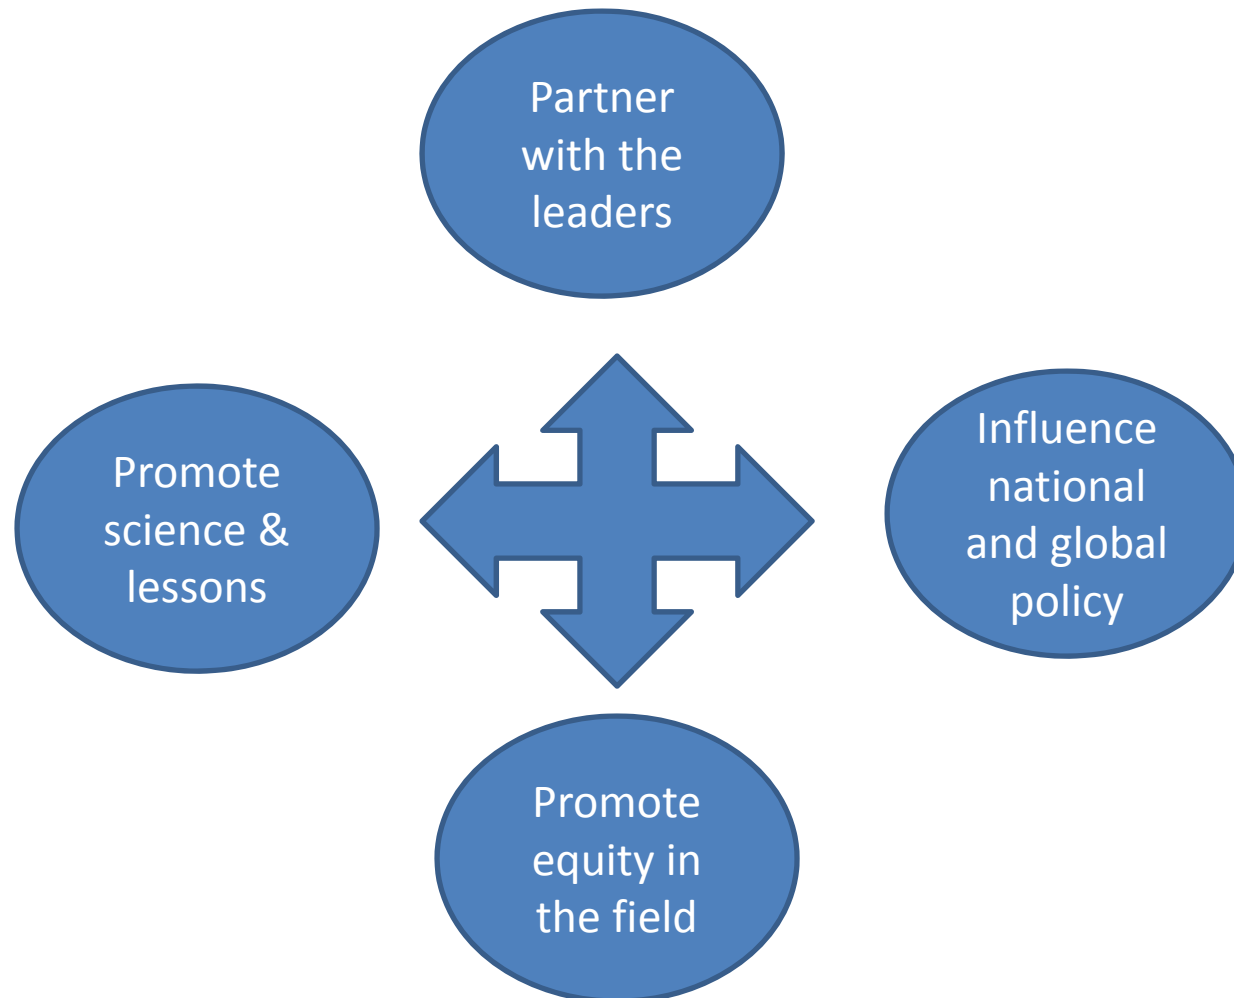 Partner
with the
leaders
Promote
science &
lessons
Influence
national
and global
policy
Promote
equity in
the field